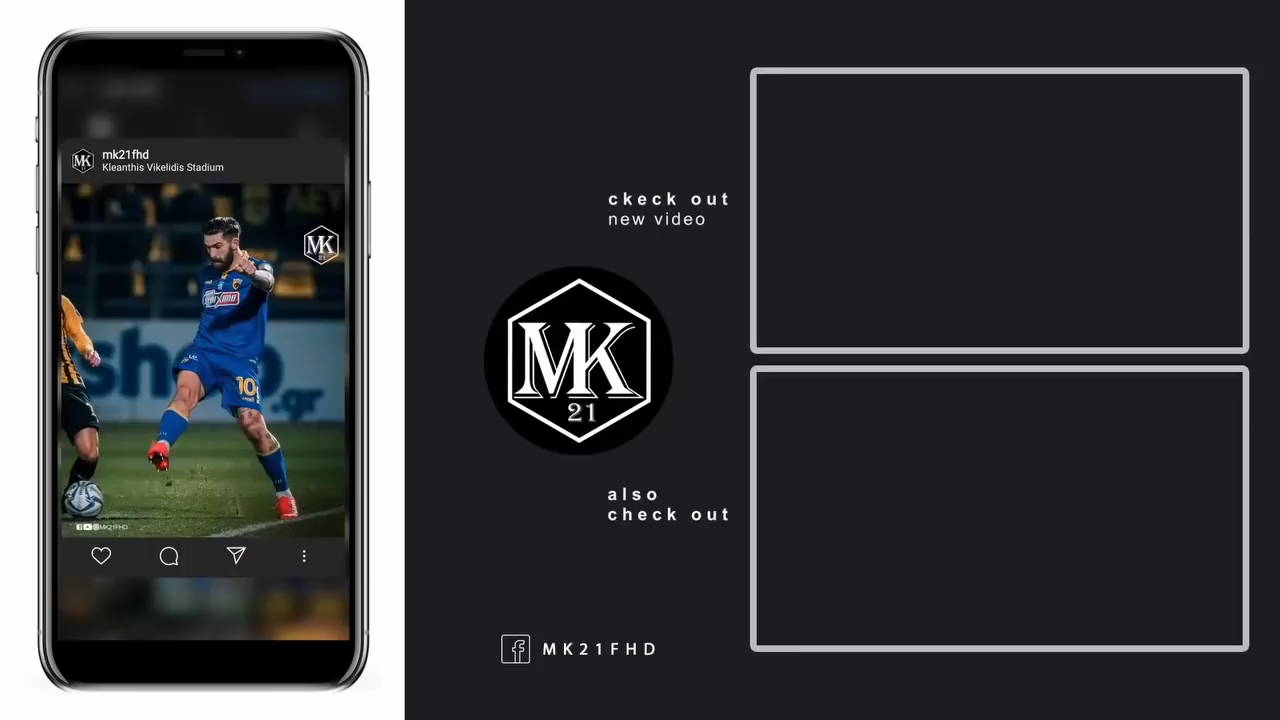 mk21fhd
Kleanthis Vikelidis Stadium
MK
21
shop
.gr
10
MK21FHD
ckeck out
new video
MK
21
also
check out
MK21FHD